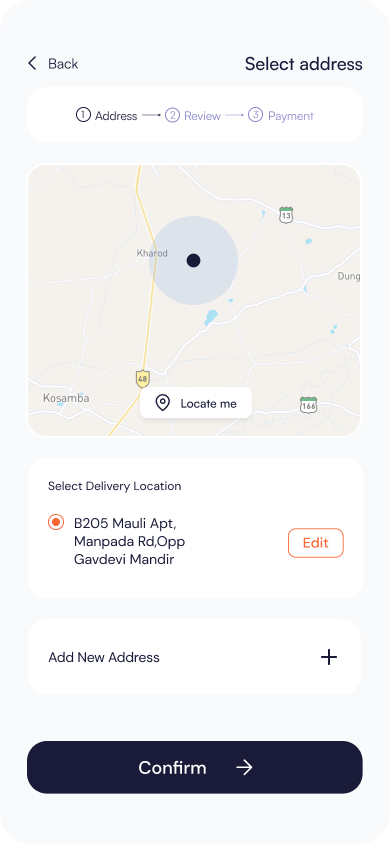 Back
Select address
1 Address 2 Review 3 Payment
13
Kharod
Dung
48
Kosamba
Locate me
166
Select Delivery Location
B205 Mauli Apt,
Manpada Rd,Opp
Gavdevi Mandir
Edit
Add New Address
Confirm